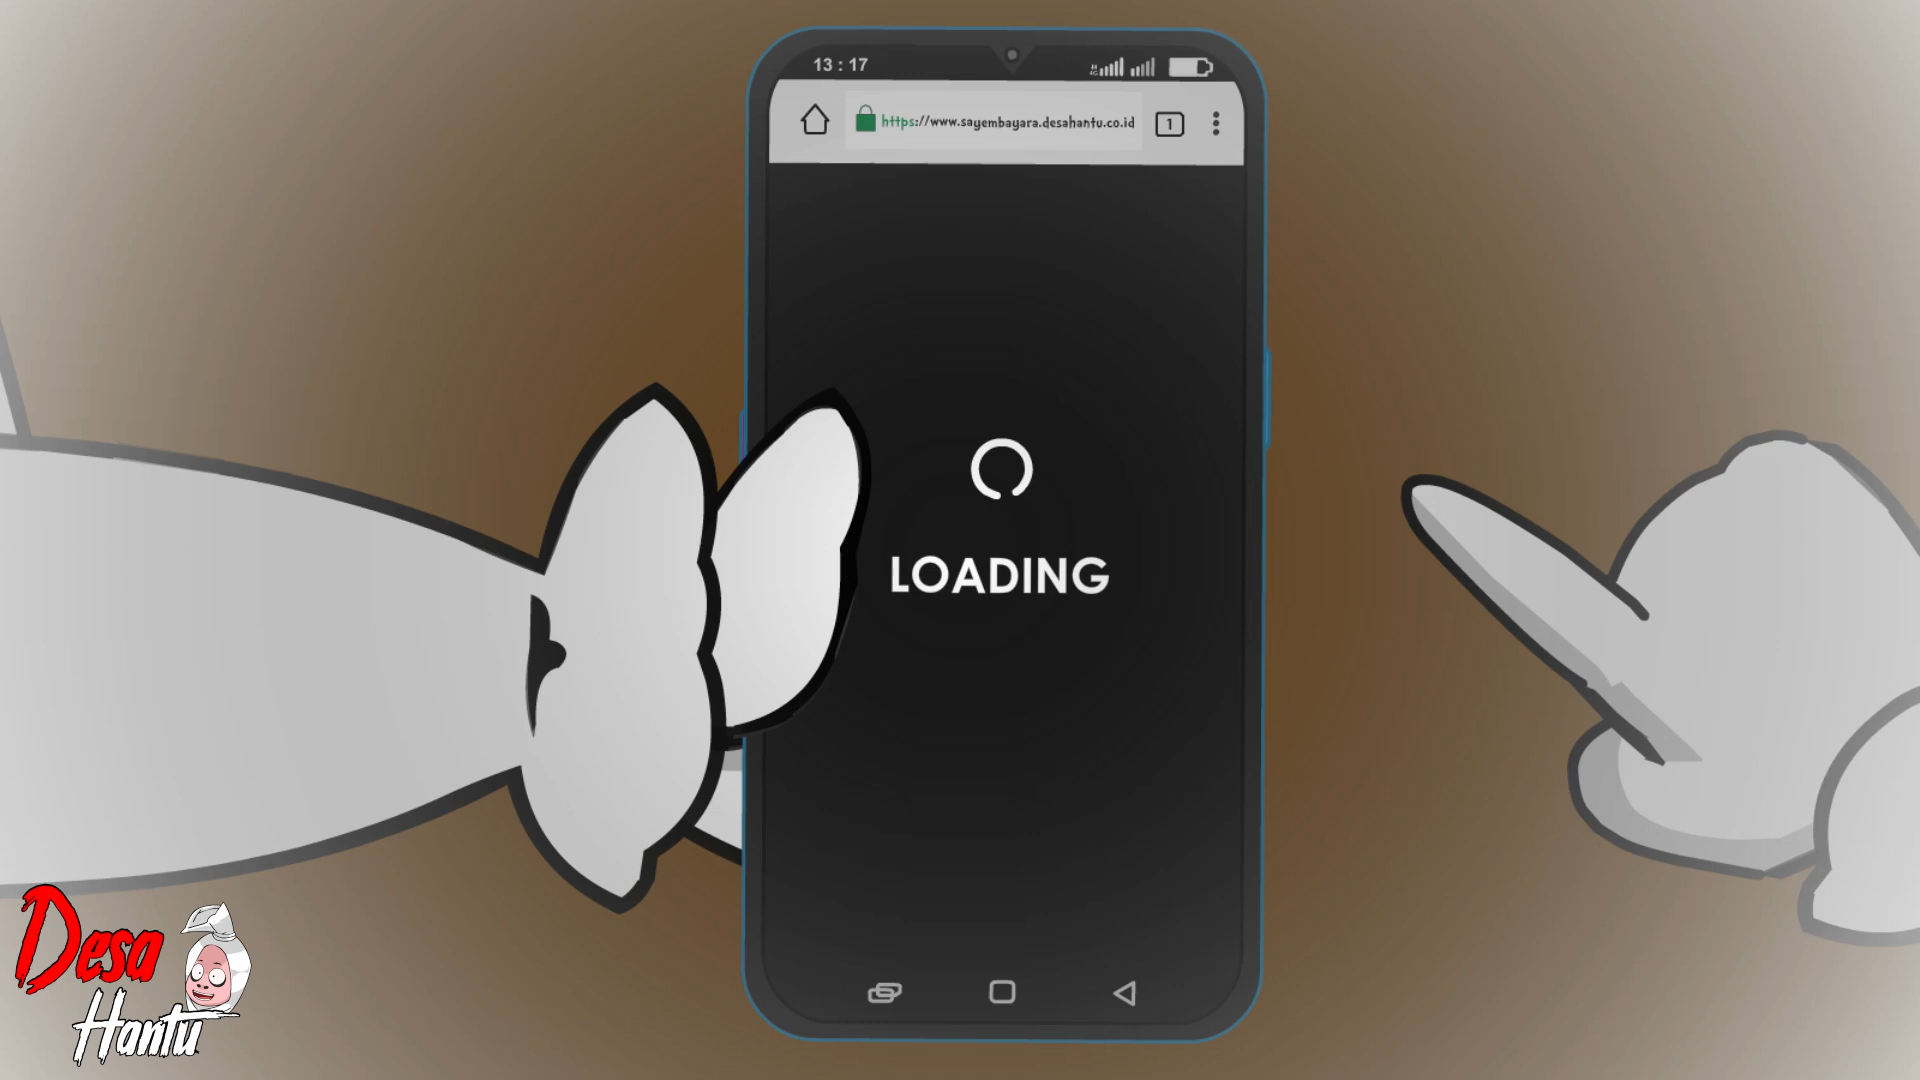 13 : 17
https://www.sayembayara.desahantu.co.id
1
LOADING
Desa
Hantu